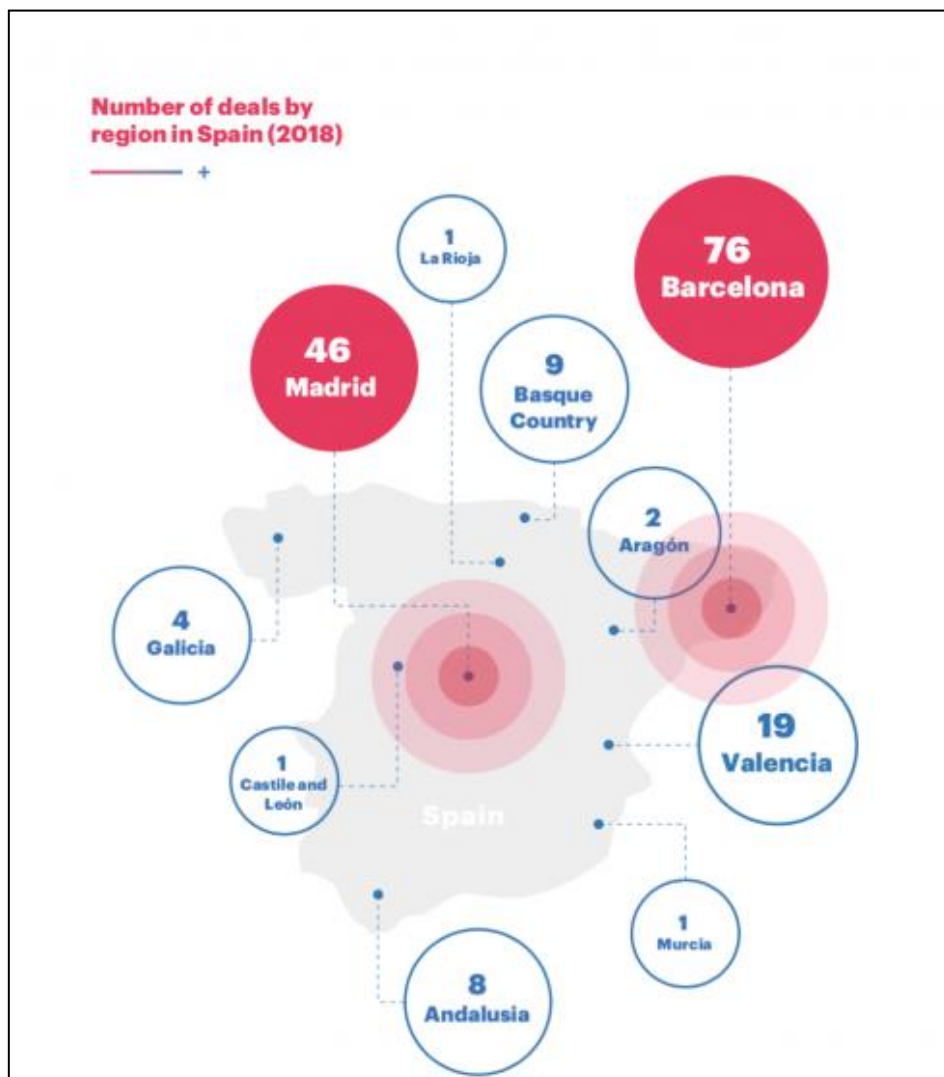 Number of deals by
region in Spain (2018)
+
1
La Rioja
76
Barcelona
46
Madrid
9
Basque
Country
2
Aragón
4
Galicia
19
Valencia
1
Castile and
León
Spain
1
Murcia
8
Andalusia